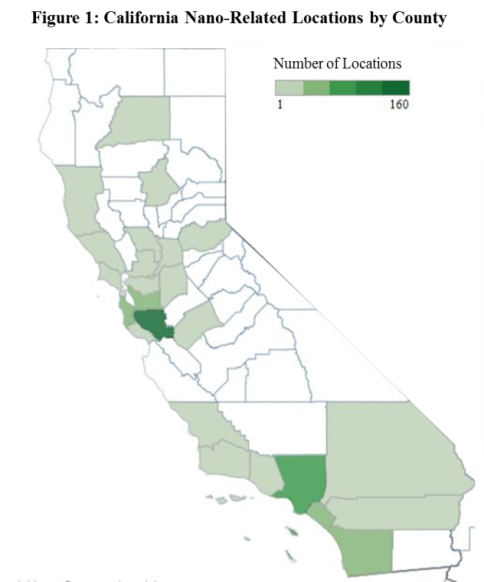 Figure 1: California Nano-Related Locations by County
Number of Locations
1 160